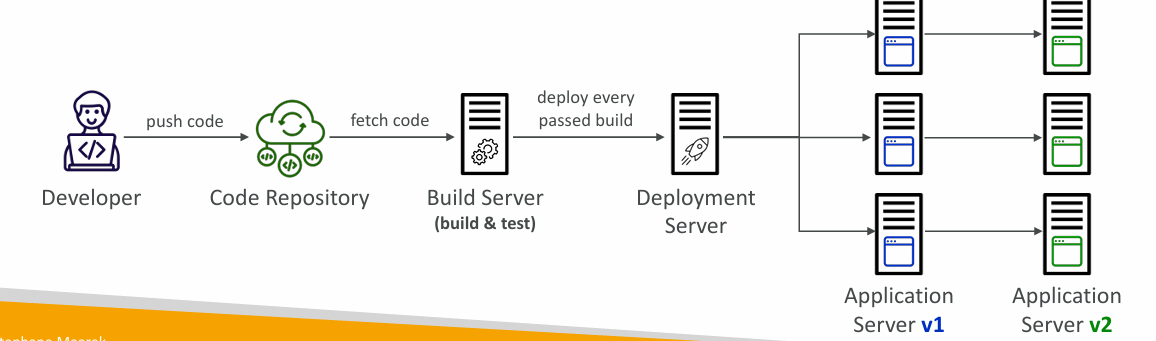 push code
fetch code
deploy every
passed build
Developer
Code Repository
Build Server
(build & test)
Deployment
Server
Application
Server v1
Application
Server v2